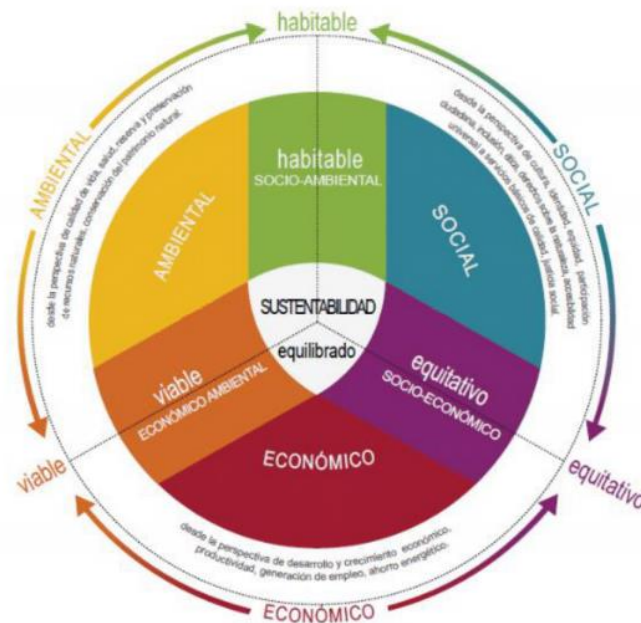 habitable
AMBIENTAL
desde la perspectiva de calidad de vida, salud, reserva y preservación
de recursos naturales, conservación del patrimonio natural.
SOCIAL
desde la perspectiva de cultura, identidad, equidad, participación
ciudadana, inclusión, ética, derechos sobre la naturaleza, accesibilidad
universal a servicios básicos de calidad, justicia social.
habitable
SOCIO-AMBIENTAL
AMBIENTAL
SOCIAL
SUSTENTABILIDAD
equilibrado
viable
ECONÓMICO AMBIENTAL
equitativo
SOCIO-ECONÓMICO
ECONÓMICO
viable
equitativo
desde la perspectiva de desarrollo y crecimiento económico,
productividad, generación de empleo, ahorro energético.
ECONÓMICO